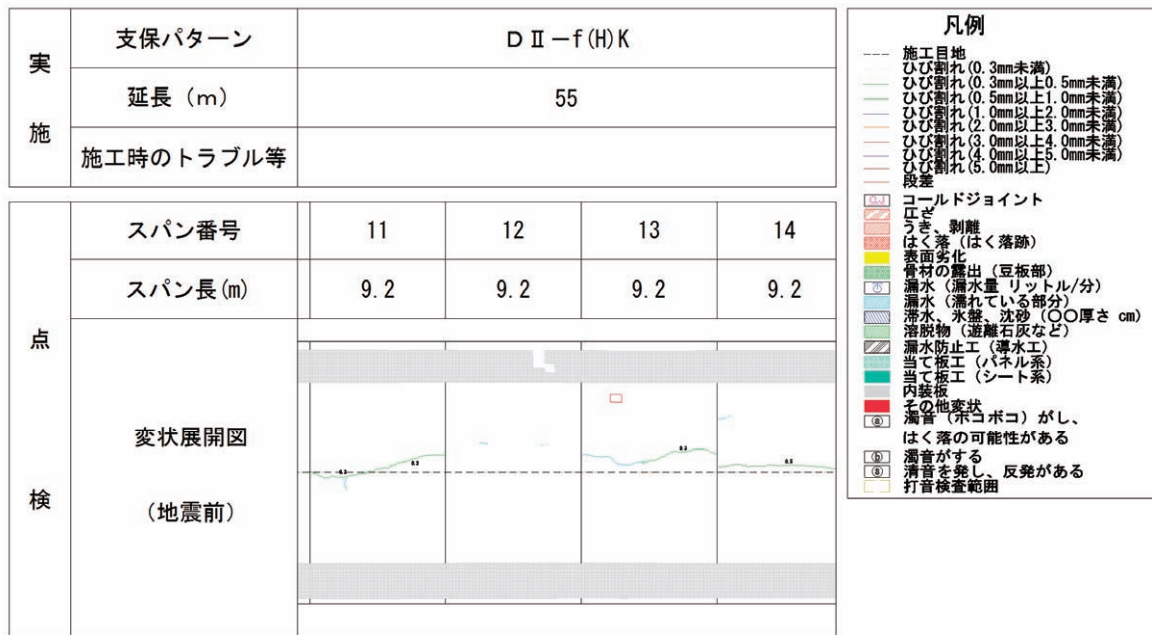 実施
支保パターン
DⅡ－f(H)K
延長（m）
55
施工時のトラブル等
点検
スパン番号
11
12
13
14
スパン長(m)
9.2
9.2
9.2
9.2
変状展開図
（地震前）
0.3
0.3
0.5
凡例
施工目地
ひび割れ(0.3mm未満)
ひび割れ(0.3mm以上0.5mm未満)
ひび割れ(0.5mm以上1.0mm未満)
ひび割れ(1.0mm以上2.0mm未満)
ひび割れ(2.0mm以上3.0mm未満)
ひび割れ(3.0mm以上4.0mm未満)
ひび割れ(4.0mm以上5.0mm未満)
ひび割れ(5.0mm以上)
段差
C.J
コールドジョイント
圧ざ
うき、剥離
はく落（はく落跡）
表面劣化
骨材の露出（豆板部）
漏水（漏水量 リットル/分）
漏水（濡れている部分）
滞水、氷盤、沈砂（〇〇厚さ cm）
溶脱物（遊離石灰など）
漏水防止工（導水工）
当て板工（パネル系）
当て板工（シート系）
内装板
その他変状
ⓐ 濁音（ボコボコ）がし、
はく落の可能性がある
ⓑ 濁音がする
ⓢ 清音を発し、反発がある
打音検査範囲